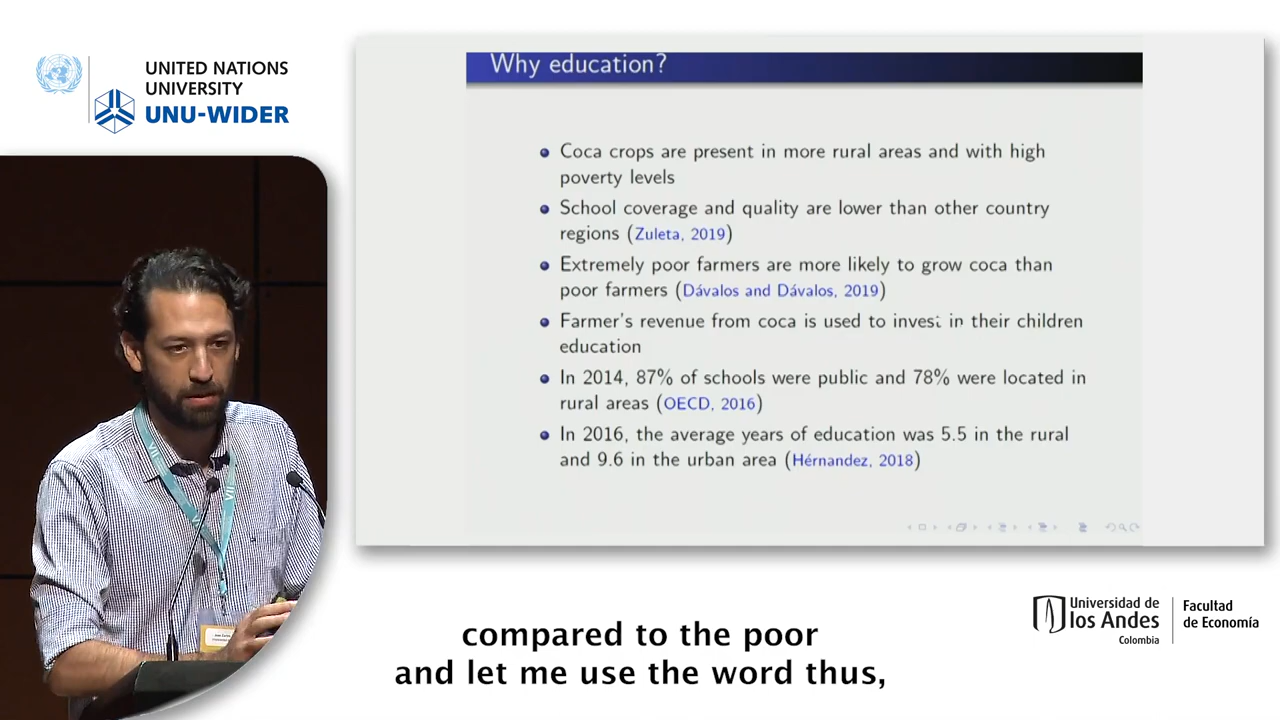 UNITED NATIONS
UNIVERSITY
UNU-WIDER
Why education?
Coca crops are present in more rural areas and with high
poverty levels
School coverage and quality are lower than other country
regions (Zuleta, 2019)
Extremely poor farmers are more likely to grow coca than
poor farmers (Dávalos and Dávalos, 2019)
Farmer's revenue from coca is used to invest in their children
education
In 2014, 87% of schools were public and 78% were located in
rural areas (OECD, 2016)
In 2016, the average years of education was 5.5 in the rural
and 9.6 in the urban area (Hérnandez, 2018)
VII
Universidad de
los Andes
Colombia
Facultad
de Economía
compared to the poor
and let me use the word thus,